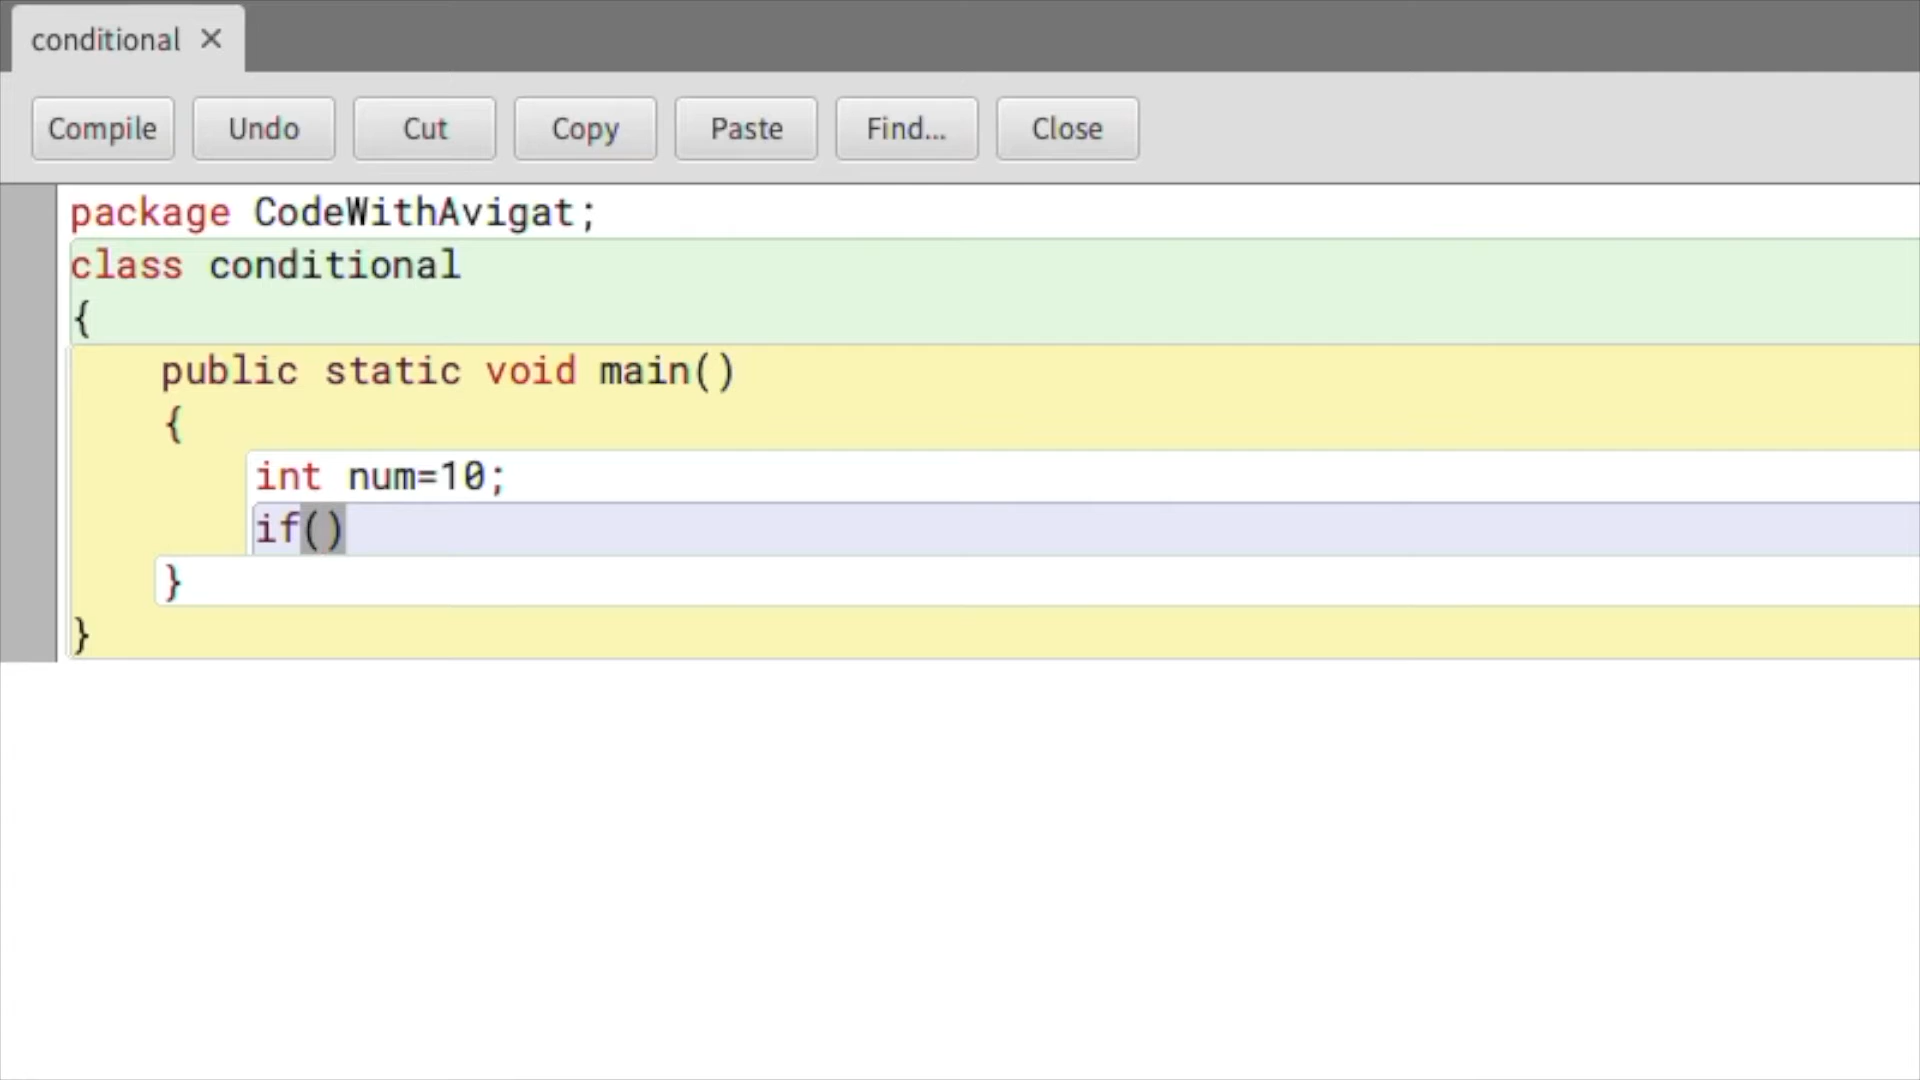 conditional ✕
Compile Undo Cut Copy Paste Find... Close
package CodeWithAvigat;
class conditional
{
    public static void main()
    {
        int num=10;
        if()
    }
}